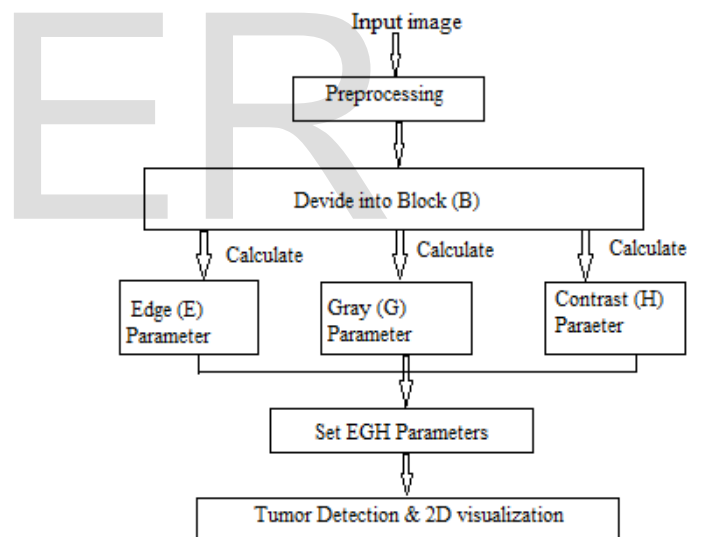 ER
Input image
Preprocessing
Devide into Block (B)
Calculate
Calculate
Calculate
Edge (E)
Parameter
Gray (G)
Parameter
Contrast (H)
Paraeter
Set EGH Parameters
Tumor Detection & 2D visualization